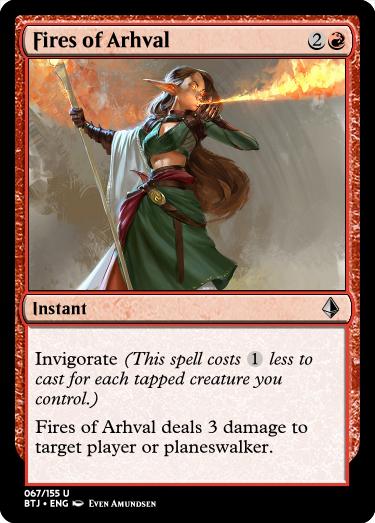 Fires of Arhval 2
Instant
Invigorate (This spell costs 1 less to
cast for each tapped creature you
control.)
Fires of Arhval deals 3 damage to
target player or planeswalker.
067/155 U
BTJ • ENG Even Amundsen